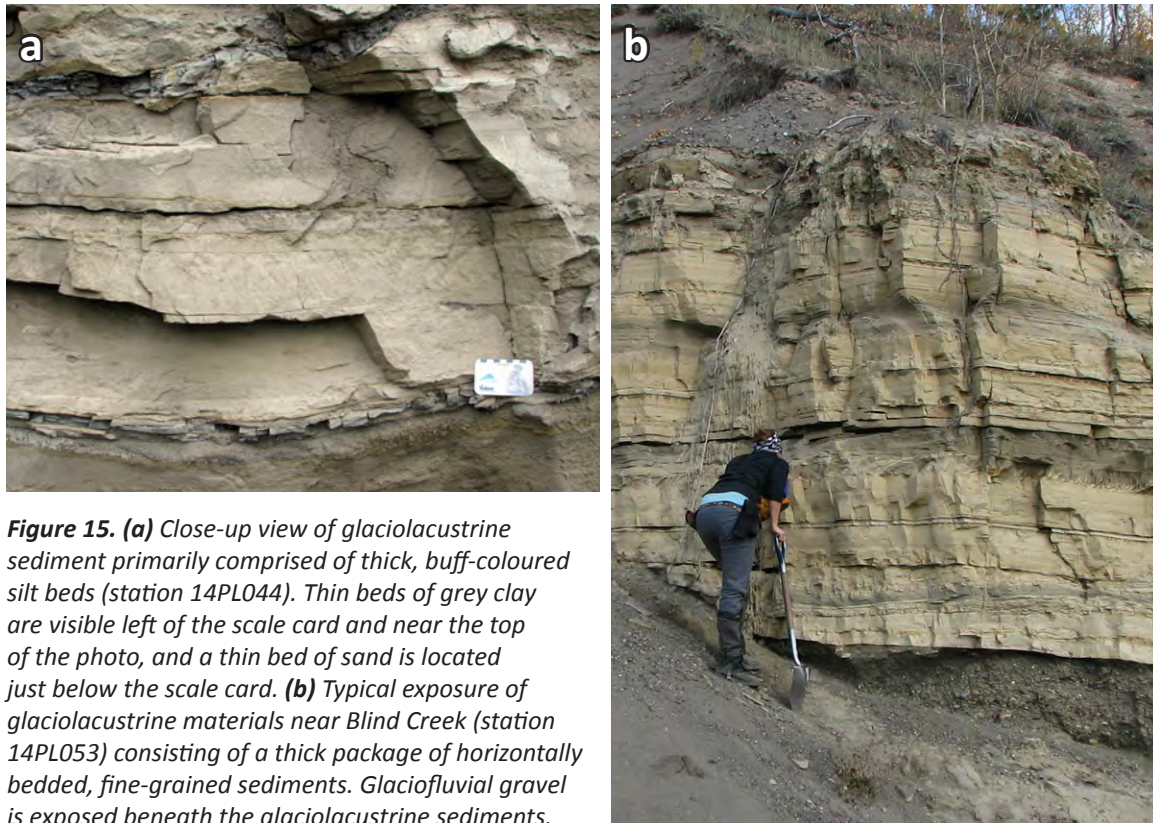 a
b
Figure 15. (a) Close-up view of glaciolacustrine
sediment primarily comprised of thick, buff-coloured
silt beds (station 14PL044). Thin beds of grey clay
are visible left of the scale card and near the top
of the photo, and a thin bed of sand is located
just below the scale card. (b) Typical exposure of
glaciolacustrine materials near Blind Creek (station
14PL053) consisting of a thick package of horizontally
bedded, fine-grained sediments. Glaciofluvial gravel
is exposed beneath the glaciolacustrine sediments.